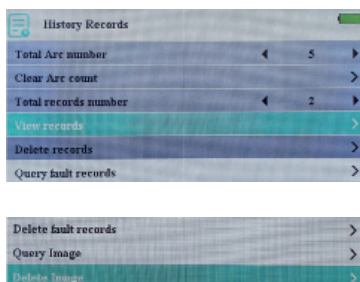 History Records
Total Arc number 5
Clear Arc count
Total records number 2
View records
Delete records
Query fault records
Delete fault records
Query Image
Delete Image